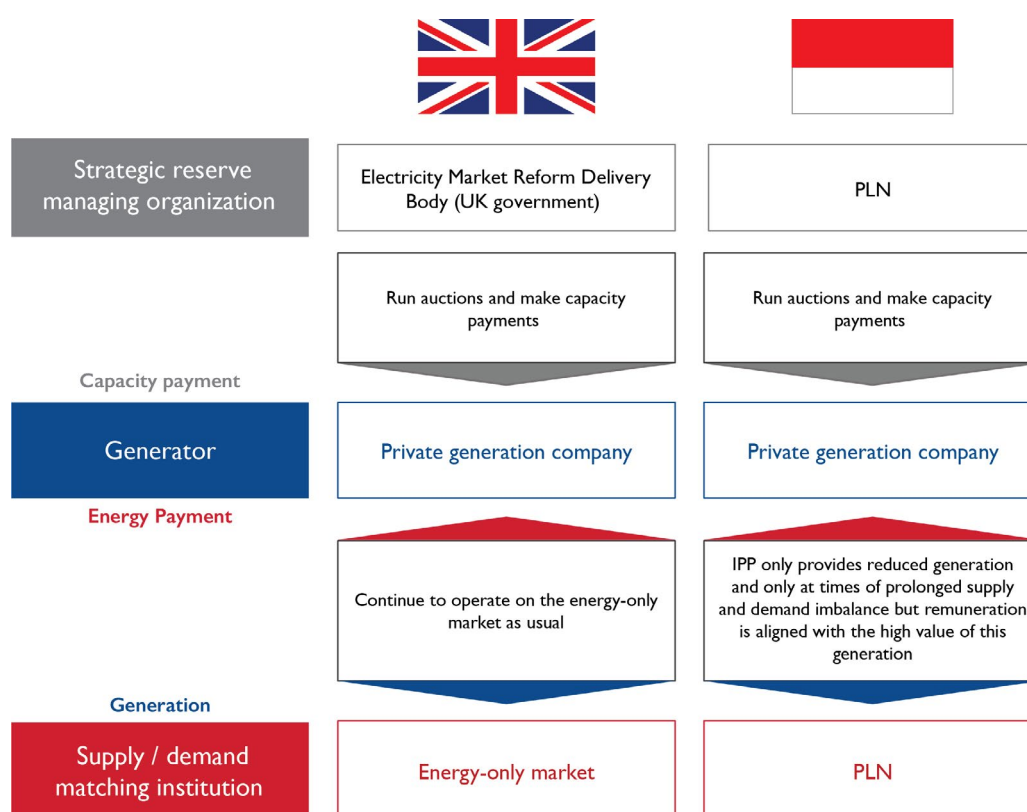 Strategic reserve
managing organization
Electricity Market Reform Delivery
Body (UK government)
PLN
Run auctions and make capacity
payments
Run auctions and make capacity
payments
Capacity payment
Generator
Private generation company
Private generation company
Energy Payment
Continue to operate on the energy-only
market as usual
IPP only provides reduced generation
and only at times of prolonged supply
and demand imbalance but remuneration
is aligned with the high value of this
generation
Generation
Supply / demand
matching institution
Energy-only market
PLN